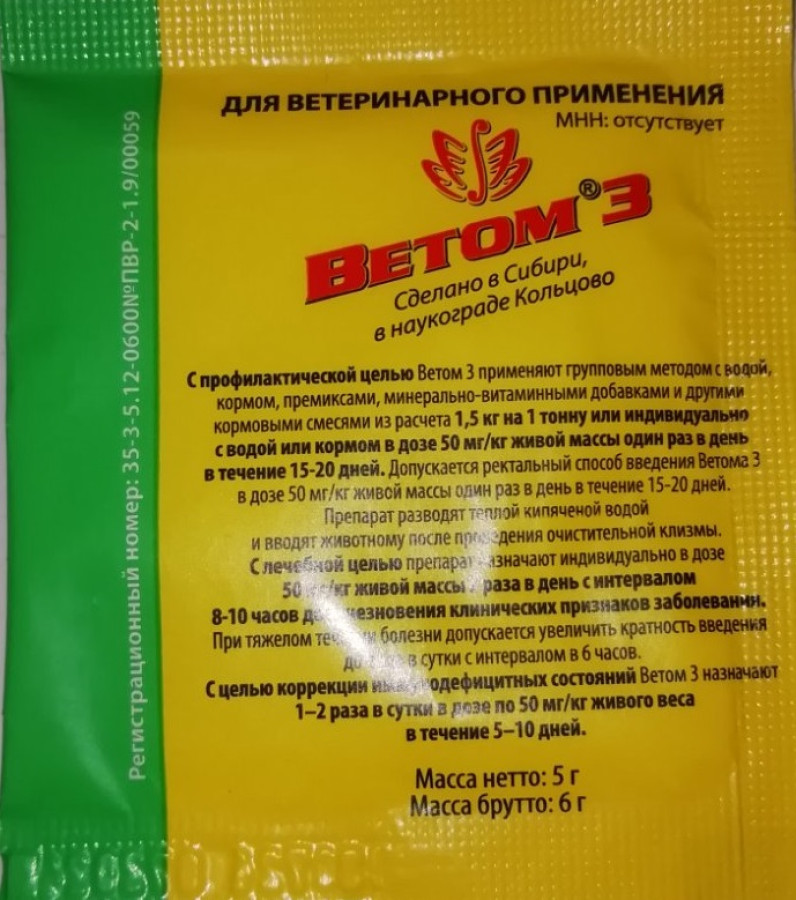 ДЛЯ ВЕТЕРИНАРНОГО ПРИМЕНЕНИЯ
МНН: отсутствует
Ветом® 3
Сделано в Сибири,
в наукограде Кольцово
С профилактической целью Ветом 3 применяют групповым методом с водой,
кормом, премиксами, минерально-витаминными добавками и другими
кормовыми смесями из расчета 1,5 кг на 1 тонну или индивидуально
с водой или кормом в дозе 50 мг/кг живой массы один раз в день
в течение 15-20 дней. Допускается ректальный способ введения Ветома 3
в дозе 50 мг/кг живой массы один раз в день в течение 15-20 дней.
Препарат разводят теплой кипяченой водой
и вводят животному после проведения очистительной клизмы.
С лечебной целью препарат назначают индивидуально в дозе
50 мг/кг живой массы раза в день с интервалом
8-10 часов до исчезновения клинических признаков заболевания.
При тяжелом течении болезни допускается увеличить кратность введения
в сутки с интервалом в 6 часов.
С целью коррекции иммунодефицитных состояний Ветом 3 назначают
1–2 раза в сутки в дозе по 50 мг/кг живого веса
в течение 5–10 дней.
Масса нетто: 5 г
Масса брутто: 6 г
Регистрационный номер: 35-3-5.12-0600№ПВР-2-1.9/00059